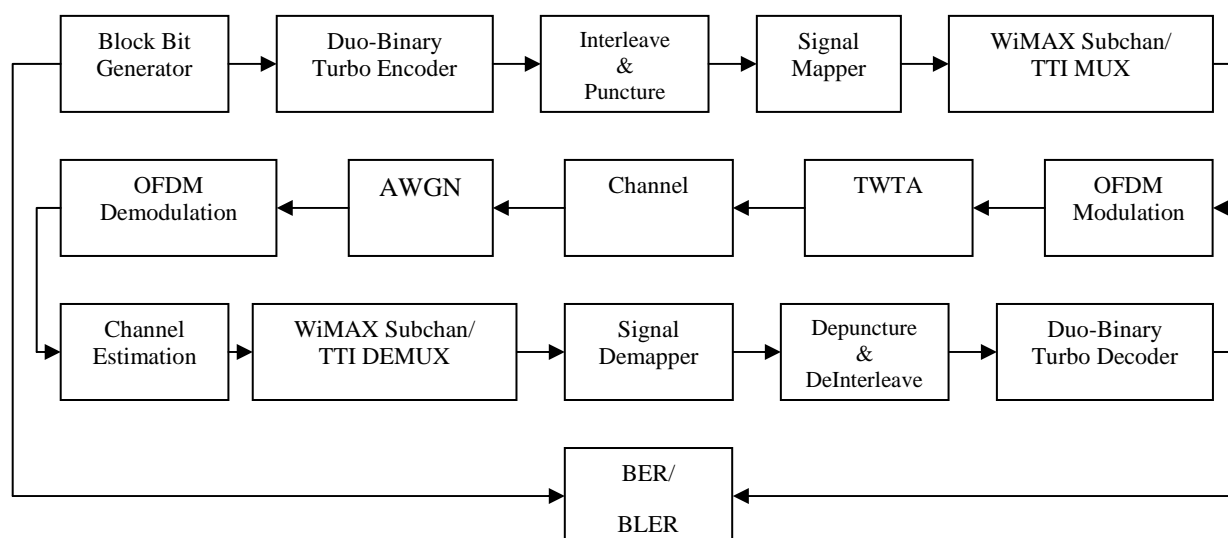 Block Bit
Generator
Duo-Binary
Turbo Encoder
Interleave
&
Puncture
Signal
Mapper
WiMAX Subchan/
TTI MUX
OFDM
Demodulation
AWGN
Channel
TWTA
OFDM
Modulation
Channel
Estimation
WiMAX Subchan/
TTI DEMUX
Signal
Demapper
Depuncture
&
DeInterleave
Duo-Binary
Turbo Decoder
BER/
BLER